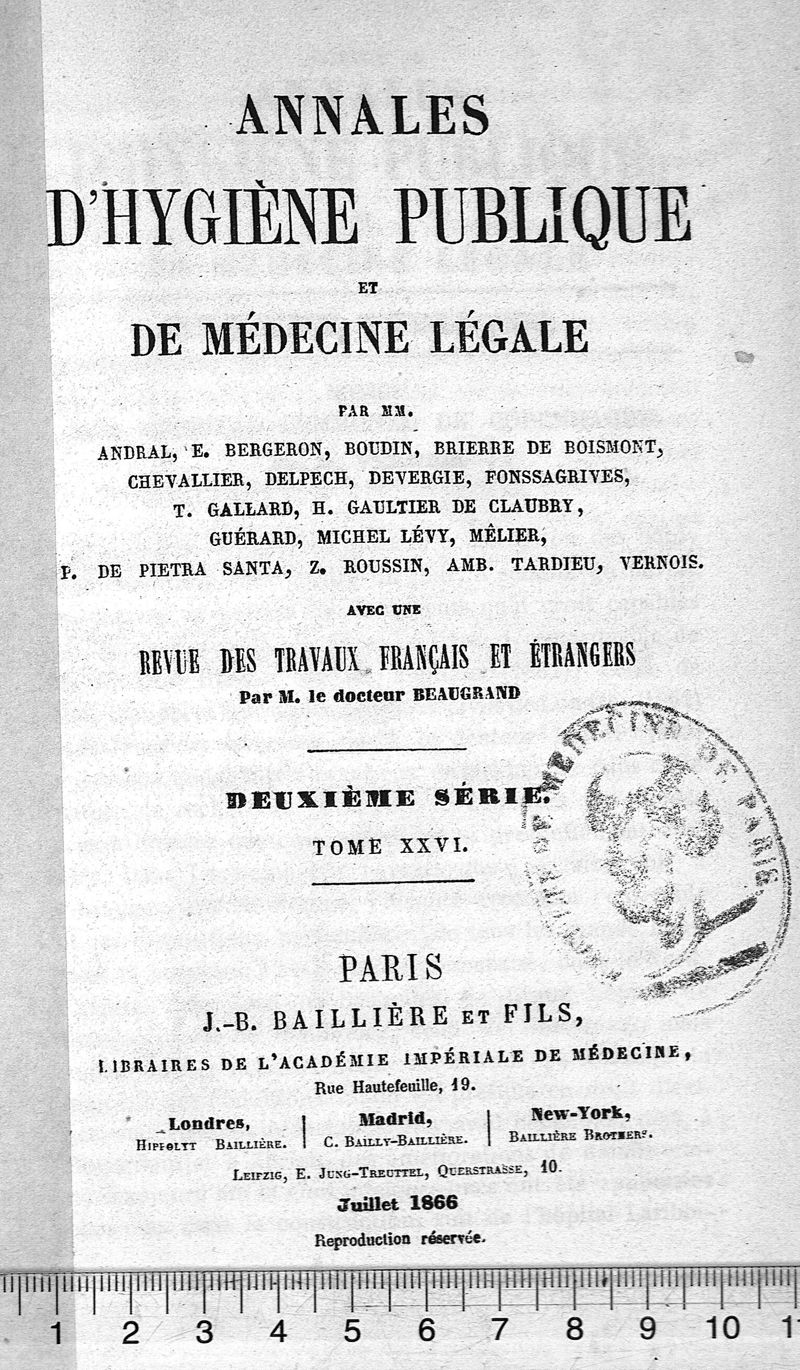 ANNALES
D'HYGIÈNE PUBLIQUE
ET
DE MÉDECINE LÉGALE
PAR MM.
ANDRAL, E. BERGERON, BOUDIN, BRIERRE DE BOISMONT,
CHEVALLIER, DELPECH, DEVERGIE, FONSSAGRIVES,
T. GALLARD, H. GAULTIER DE CLAUBRY,
GUÉRARD, MICHEL LÉVY, MÊLIER,
P. DE PIETRA SANTA, Z. ROUSSIN, AMB. TARDIEU, VERNOIS.
AVEC UNE
REVUE DES TRAVAUX FRANÇAIS ET ÉTRANGERS
Par M. le docteur BEAUGRAND
DEUXIÈME SÉRIE.
TOME XXVI.
DE MEDECINE DE PARIS
PARIS
J.-B. BAILLIÈRE ET FILS,
LIBRAIRES DE L'ACADÉMIE IMPÉRIALE DE MÉDECINE,
Rue Hautefeuille, 19.
Londres,
HIPPOLYT BAILLIÈRE.
Madrid,
C. BAILLY-BAILLIÈRE.
New-York,
BAILLIÈRE BROTHERS.
LEIPZIG, E. JUNG-TREUTTEL, QUERSTRASSE, 10.
Juillet 1866
Reproduction réservée.
1 2 3 4 5 6 7 8 9 10